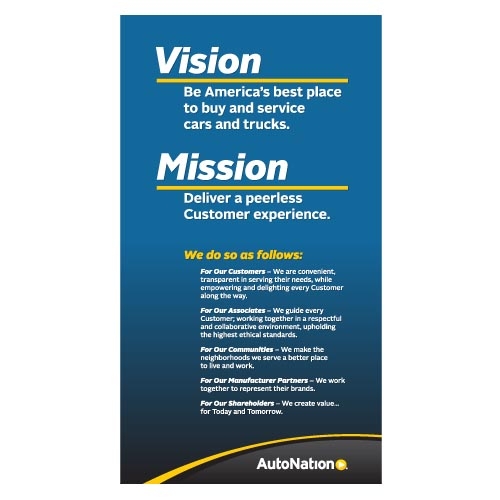 Vision
Be America's best place
to buy and service
cars and trucks.
Mission
Deliver a peerless
Customer experience.
We do so as follows:
For Our Customers – We are convenient,
transparent in serving their needs, while
empowering and delighting every Customer
along the way.
For Our Associates – We guide every
Customer; working together in a respectful
and collaborative environment, upholding
the highest ethical standards.
For Our Communities – We make the
neighborhoods we serve a better place
to live and work.
For Our Manufacturer Partners – We work
together to represent their brands.
For Our Shareholders – We create value...
for Today and Tomorrow.
AutoNation